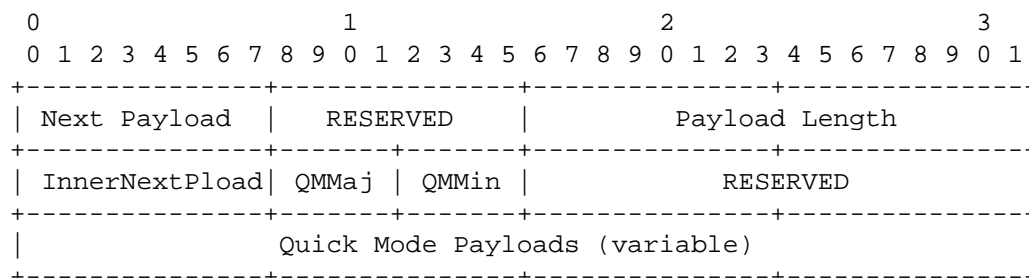 0                   1                   2                   3
 0 1 2 3 4 5 6 7 8 9 0 1 2 3 4 5 6 7 8 9 0 1 2 3 4 5 6 7 8 9 0 1
+---------------+---------------+---------------+---------------
| Next Payload  |   RESERVED    |         Payload Length
+---------------+-------+-------+---------------+---------------
| InnerNextPload| QMMaj | QMMin |            RESERVED
+---------------+-------+-------+---------------+---------------
|                Quick Mode Payloads (variable)
+---------------+-------+-------+---------------+---------------